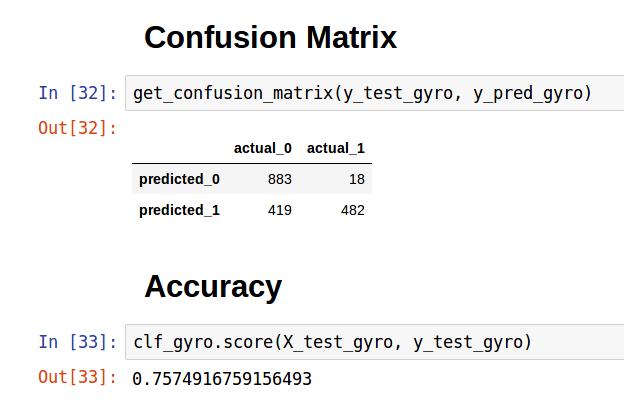 Confusion Matrix
In [32]: get_confusion_matrix(y_test_gyro, y_pred_gyro)
Out[32]:
actual_0 actual_1
predicted_0 883 18
predicted_1 419 482
Accuracy
In [33]: clf_gyro.score(X_test_gyro, y_test_gyro)
Out[33]: 0.7574916759156493